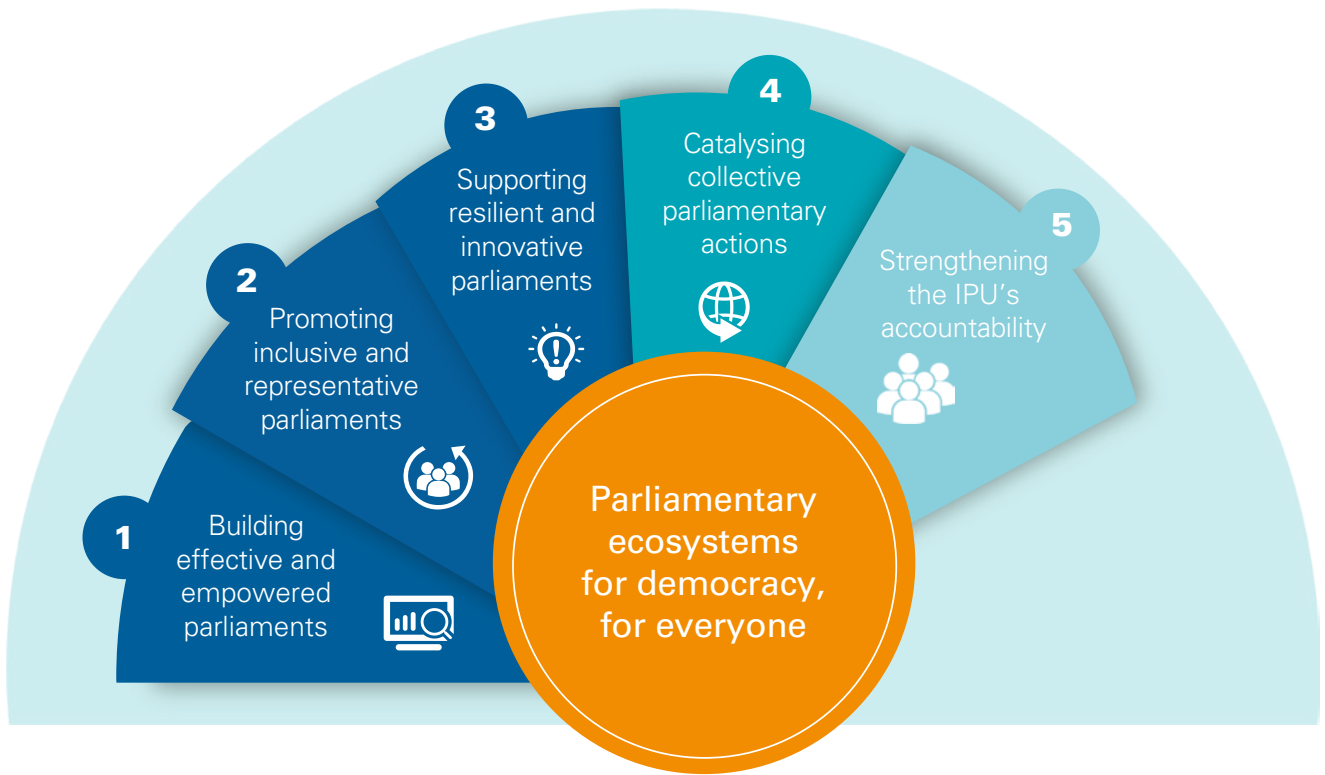 1
Building
effective and
empowered
parliaments
2
Promoting
inclusive and
representative
parliaments
3
Supporting
resilient and
innovative
parliaments
4
Catalysing
collective
parliamentary
actions
5
Strengthening
the IPU's
accountability
Parliamentary
ecosystems
for democracy,
for everyone